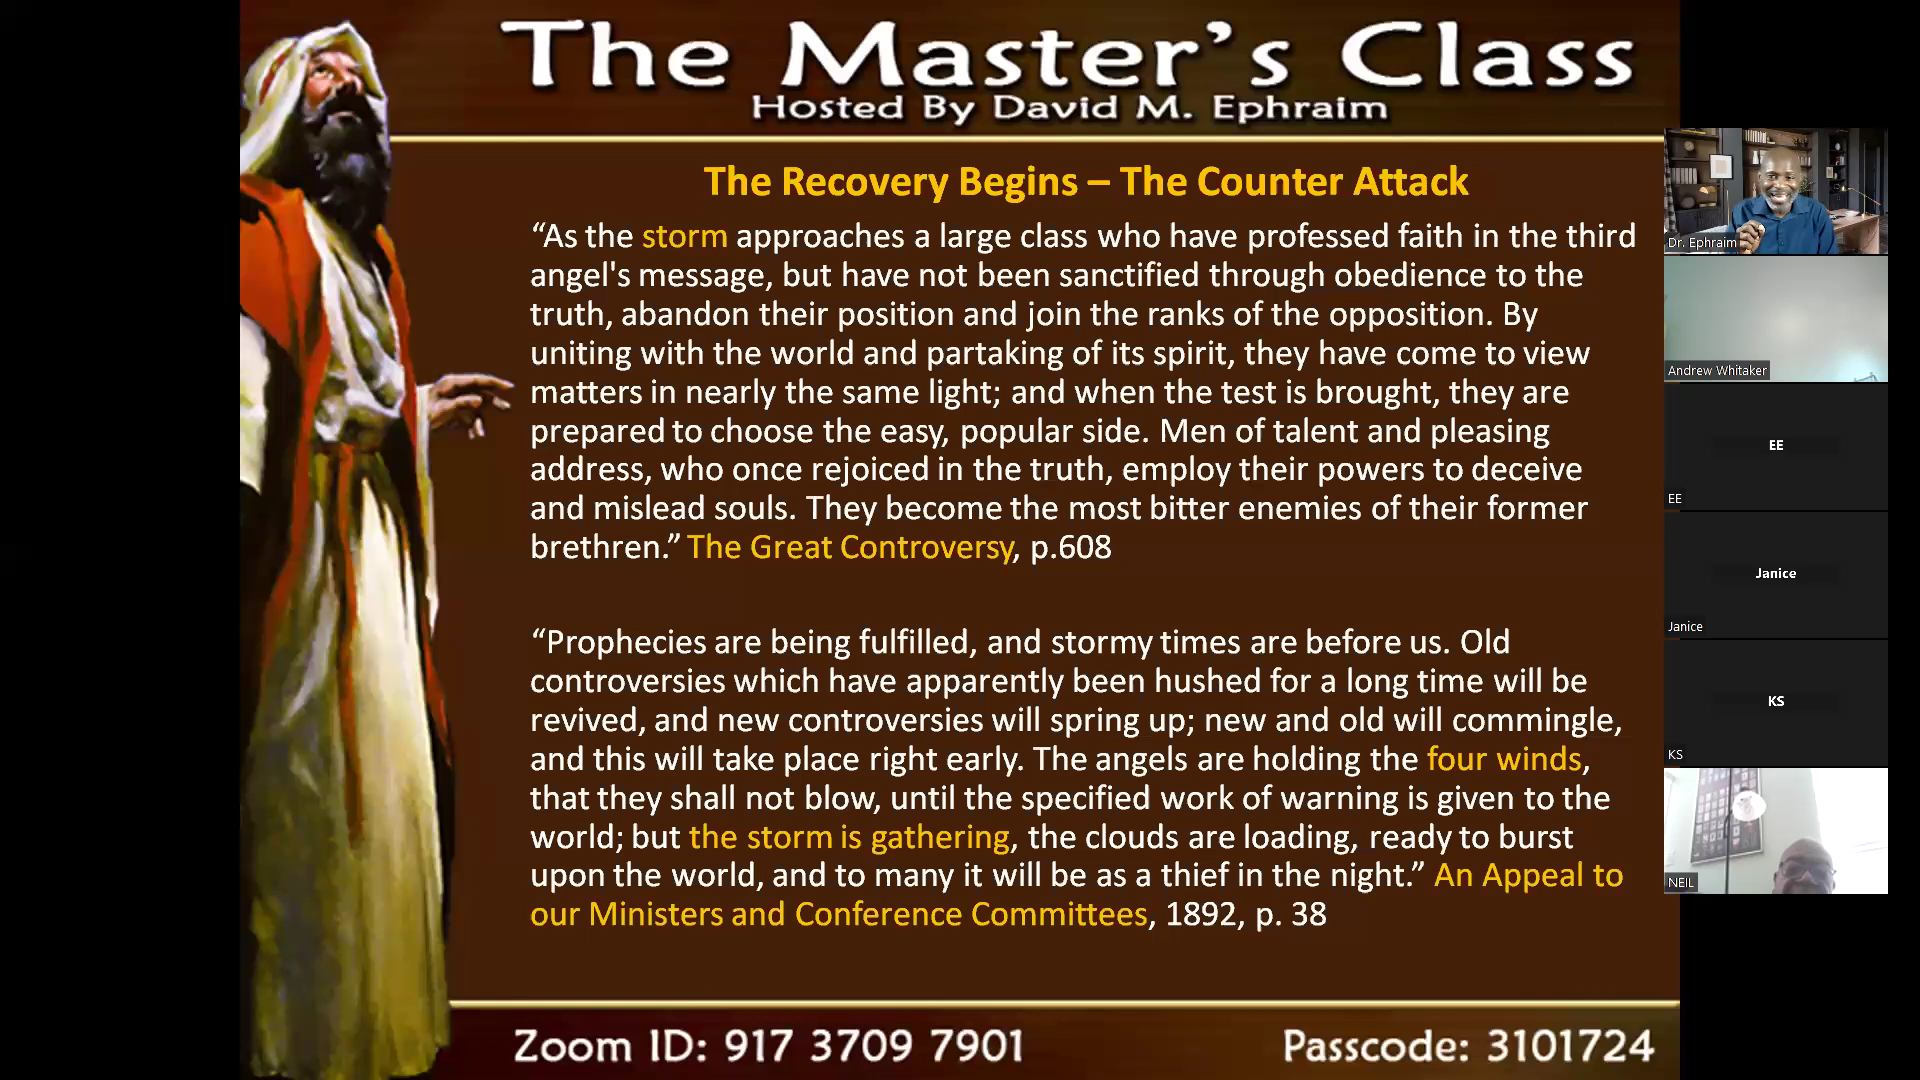 The Master's Class
Hosted By David M. Ephraim
The Recovery Begins – The Counter Attack
“As the storm approaches a large class who have professed faith in the third
angel's message, but have not been sanctified through obedience to the
truth, abandon their position and join the ranks of the opposition. By
uniting with the world and partaking of its spirit, they have come to view
matters in nearly the same light; and when the test is brought, they are
prepared to choose the easy, popular side. Men of talent and pleasing
address, who once rejoiced in the truth, employ their powers to deceive
and mislead souls. They become the most bitter enemies of their former
brethren.” The Great Controversy, p.608
“Prophecies are being fulfilled, and stormy times are before us. Old
controversies which have apparently been hushed for a long time will be
revived, and new controversies will spring up; new and old will commingle,
and this will take place right early. The angels are holding the four winds,
that they shall not blow, until the specified work of warning is given to the
world; but the storm is gathering, the clouds are loading, ready to burst
upon the world, and to many it will be as a thief in the night.” An Appeal to
our Ministers and Conference Committees, 1892, p. 38
Zoom ID: 917 3709 7901
Passcode: 3101724
Dr. Ephraim
Andrew Whitaker
EE
EE
Janice
Janice
KS
KS
NEIL